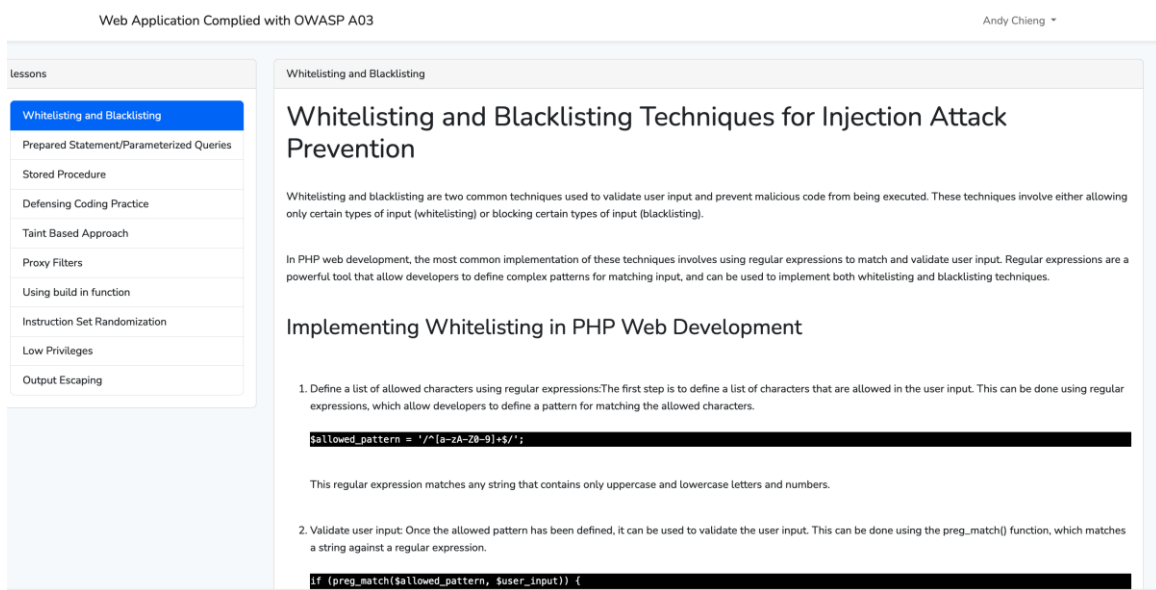 Web Application Complied with OWASP A03
Andy Chieng
lessons
Whitelisting and Blacklisting
Prepared Statement/Parameterized Queries
Stored Procedure
Defensing Coding Practice
Taint Based Approach
Proxy Filters
Using build in function
Instruction Set Randomization
Low Privileges
Output Escaping
Whitelisting and Blacklisting
Whitelisting and Blacklisting Techniques for Injection Attack
Prevention
Whitelisting and blacklisting are two common techniques used to validate user input and prevent malicious code from being executed. These techniques involve either allowing
only certain types of input (whitelisting) or blocking certain types of input (blacklisting).
In PHP web development, the most common implementation of these techniques involves using regular expressions to match and validate user input. Regular expressions are a
powerful tool that allow developers to define complex patterns for matching input, and can be used to implement both whitelisting and blacklisting techniques.
Implementing Whitelisting in PHP Web Development
1. Define a list of allowed characters using regular expressions:The first step is to define a list of characters that are allowed in the user input. This can be done using regular
expressions, which allow developers to define a pattern for matching the allowed characters.
$allowed_pattern = '/^[a-zA-Z0-9]+$/';
This regular expression matches any string that contains only uppercase and lowercase letters and numbers.
2. Validate user input: Once the allowed pattern has been defined, it can be used to validate the user input. This can be done using the preg_match() function, which matches
a string against a regular expression.
if (preg_match($allowed_pattern, $user_input)) {